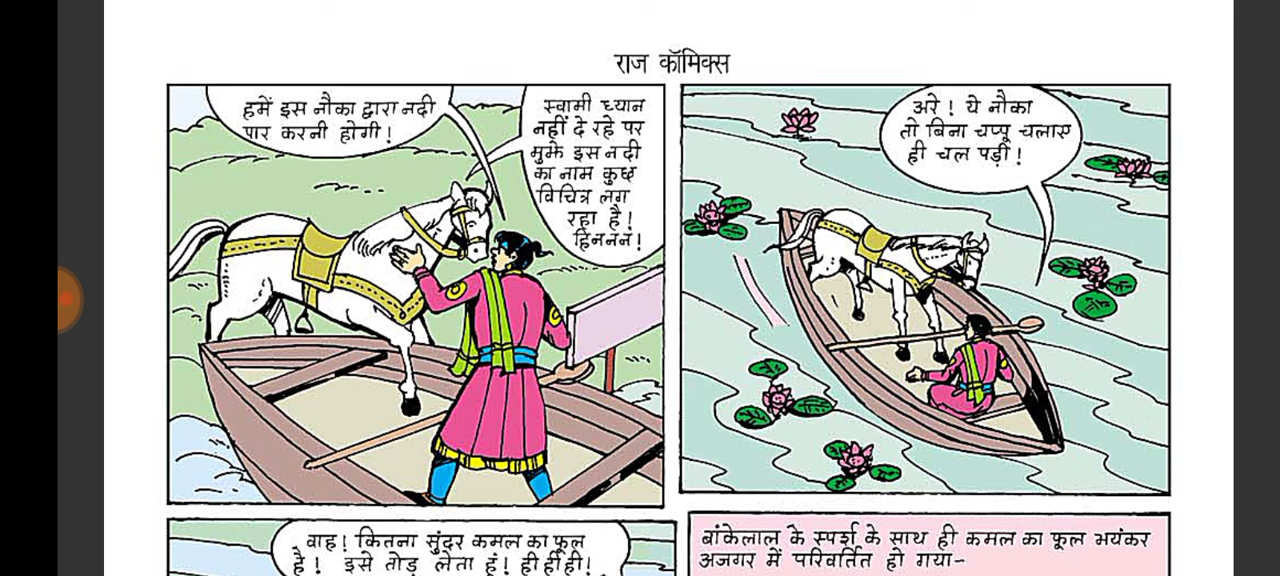 राज कॉमिक्स
हमें इस नौका द्वारा नदी
पार करनी होगी!
स्वामी ध्यान
नहीं दे रहे पर
मुझे इस नदी
का नाम कुछ
विचित्र लग
रहा है!
हिननन!
अरे! ये नौका
तो बिना चप्पू चलाए
ही चल पड़ी!
वाह! कितना सुंदर कमल का फूल
है! इसे तोड़ लेता हूं! हीहीही!
बांकेलाल के स्पर्श के साथ ही कमल का फूल भयंकर
अजगर में परिवर्तित हो गया-